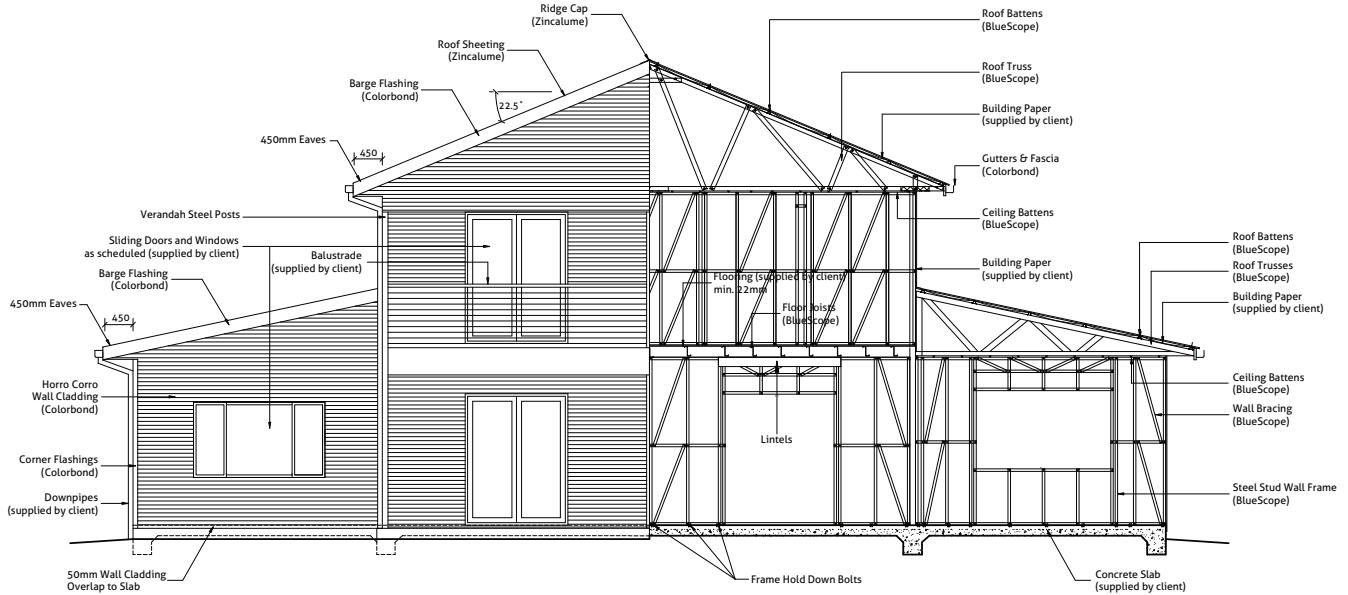 Ridge Cap
(Zincalume)
Roof Sheeting
(Zincalume)
Barge Flashing
(Colorbond)
22.5°
450mm Eaves
450
Verandah Steel Posts
Sliding Doors and Windows
as scheduled (supplied by client)
Balustrade
(supplied by client)
Barge Flashing
(Colorbond)
450mm Eaves
450
Horro Corro
Wall Cladding
(Colorbond)
Corner Flashings
(Colorbond)
Downpipes
(supplied by client)
50mm Wall Cladding
Overlap to Slab
Roof Battens
(BlueScope)
Roof Truss
(BlueScope)
Building Paper
(supplied by client)
Gutters & Fascia
(Colorbond)
Ceiling Battens
(BlueScope)
Building Paper
(supplied by client)
Flooring (supplied by client)
min. 22mm
Floor Joists
(BlueScope)
Lintels
Roof Battens
(BlueScope)
Roof Trusses
(BlueScope)
Building Paper
(supplied by client)
Ceiling Battens
(BlueScope)
Wall Bracing
(BlueScope)
Steel Stud Wall Frame
(BlueScope)
Frame Hold Down Bolts
Concrete Slab
(supplied by client)